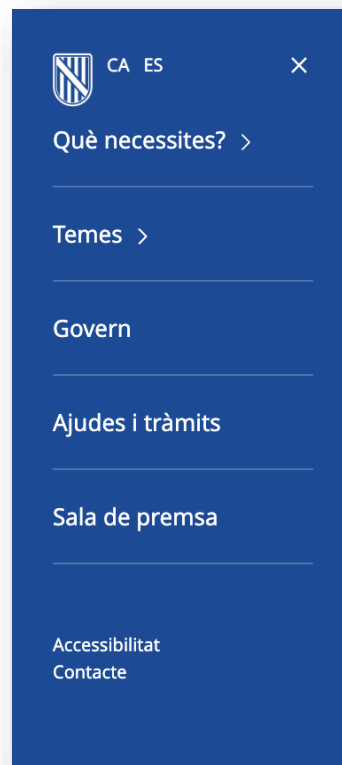 CA ES
Què necessites?
Temes
Govern
Ajudes i tràmits
Sala de premsa
Accessibilitat
Contacte